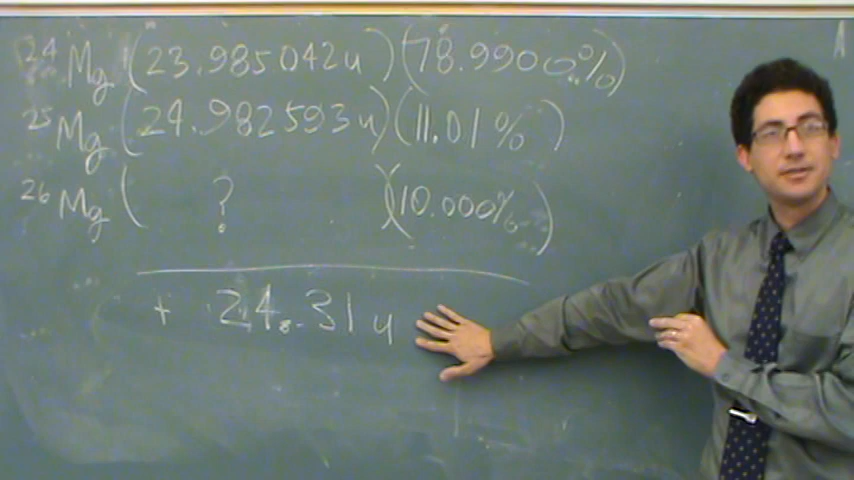 ²⁴Mg (23.985042u)(78.9900%)
²⁵Mg (24.982593u)(11.01%)
²⁶Mg ( ? )(10.000%)
+ 24.31u
A